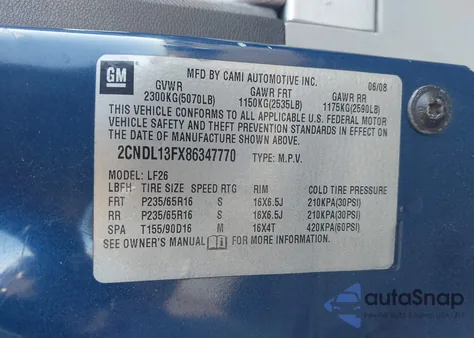 GM
MFD BY CAMI AUTOMOTIVE INC. 06/08
GVWR GAWR FRT GAWR RR
2300KG(5070LB) 1150KG(2535LB) 1175KG(2590LB)
THIS VEHICLE CONFORMS TO ALL APPLICABLE U.S. FEDERAL MOTOR
VEHICLE SAFETY AND THEFT PREVENTION STANDARDS IN EFFECT ON THE
DATE OF MANUFACTURE SHOWN ABOVE.
2CNDL13FX86347770 TYPE: M.P.V.
MODEL: LF26
LBFH TIRE SIZE SPEED RTG RIM COLD TIRE PRESSURE
FRT P235/65R16 S 16X6.5J 210KPA(30PSI)
RR P235/65R16 S 16X6.5J 210KPA(30PSI)
SPA T155/90D16 M 16X4T 420KPA(60PSI)
SEE OWNER'S MANUAL FOR MORE INFORMATION.
autoSnap